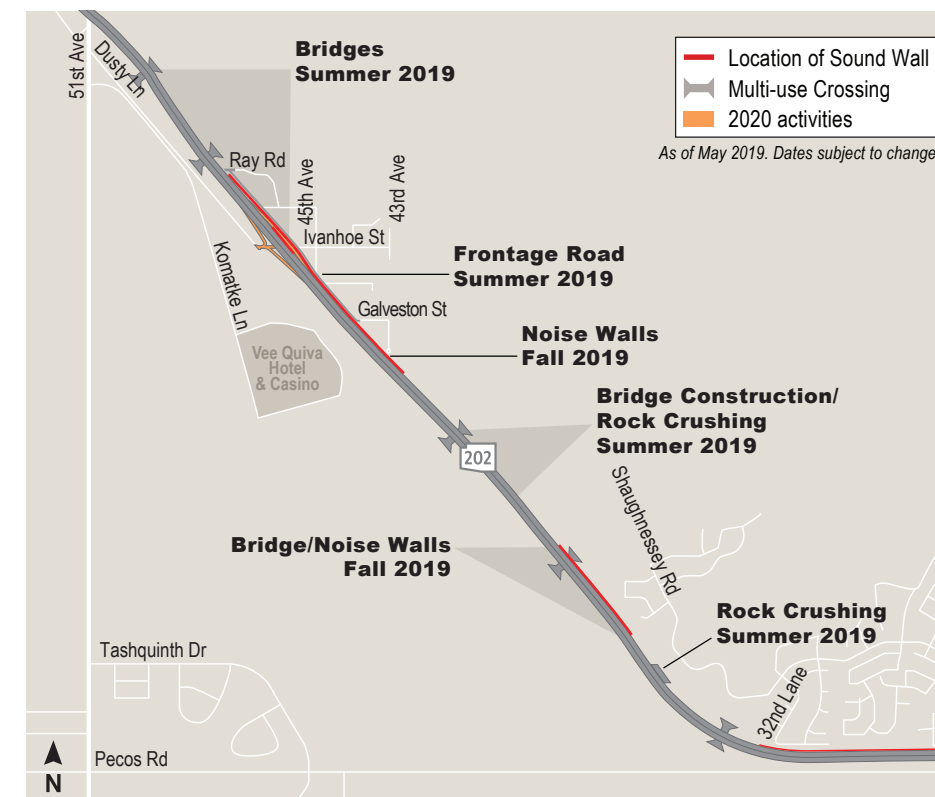 51st Ave
Dusty Ln
Bridges
Summer 2019
Location of Sound Wall
Multi-use Crossing
2020 activities
As of May 2019. Dates subject to change
Ray Rd
45th Ave
43rd Ave
Ivanhoe St
Komatke Ln
Frontage Road
Summer 2019
Galveston St
Vee Quiva
Hotel
& Casino
Noise Walls
Fall 2019
Bridge Construction/
Rock Crushing
Summer 2019
202
Shaughnessey Rd
Bridge/Noise Walls
Fall 2019
Rock Crushing
Summer 2019
Tashquinth Dr
32nd Lane
Pecos Rd
N